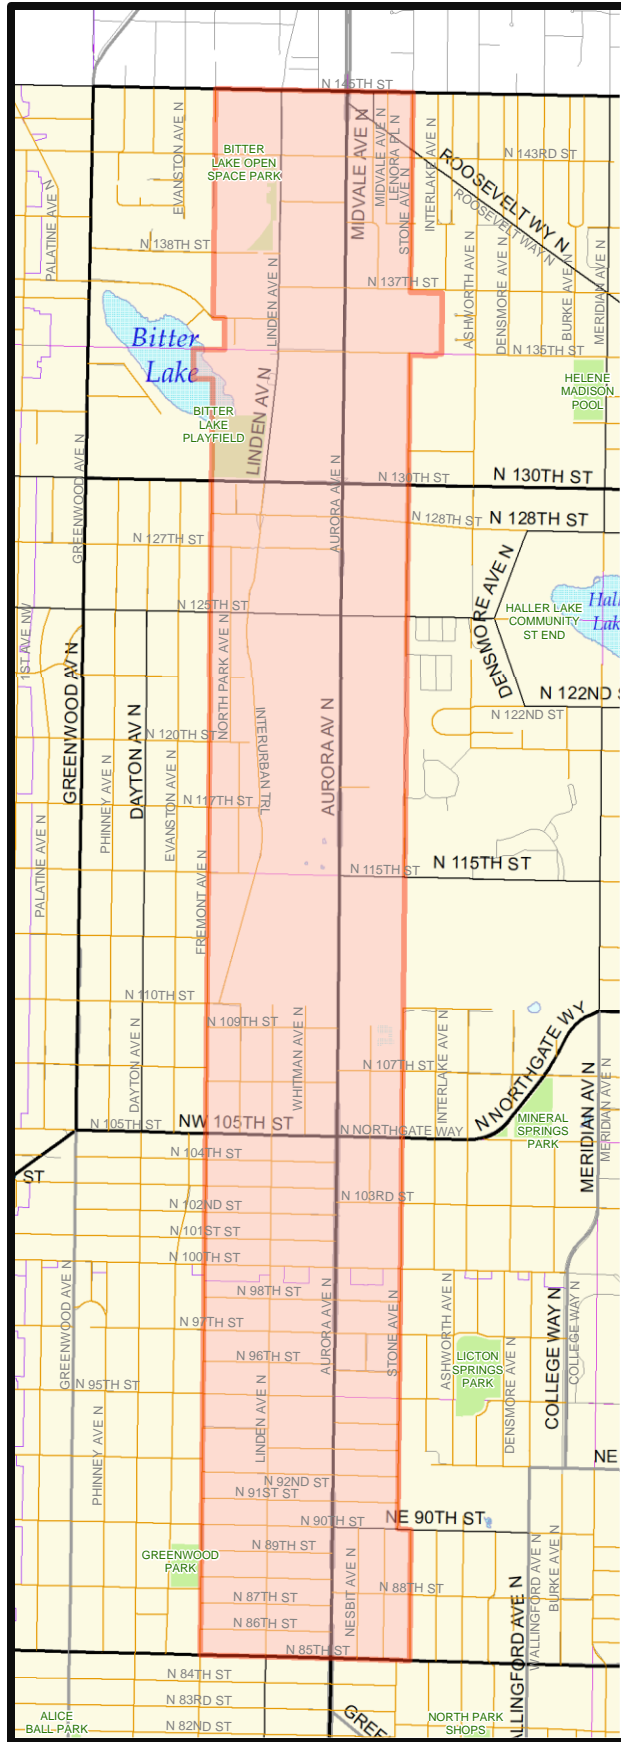 N 145TH ST
EVANSTON AVE N
MIDVALE AVE N
MIDVALE AVE N
LENORA PL N
STONE AVE N
INTERLAKE AVE N
BITTER
LAKE OPEN
SPACE PARK
N 143RD ST
ROOSEVELT WY N
ROOSEVELT WAY N
PALATINE AVE N
N 138TH ST
N 137TH ST
LINDEN AVE N
ASHWORTH AVE N
DENSMORE AVE N
BURKE AVE N
MERIDIAN AVE N
Bitter
Lake
N 135TH ST
HELENE
MADISON
POOL
BITTER
LAKE
PLAYFIELD
LINDEN AV N
GREENWOOD AVE N
AURORA AVE N
N 130TH ST
N 130TH ST
N 128TH ST
N 128TH ST
N 127TH ST
DENSMORE AVE N
N 125TH ST
1ST AVE NW
HALLER LAKE
COMMUNITY
ST END
Hall
Lak
NORTH PARK AVE N
GREENWOOD AV N
DAYTON AV N
N 122ND S
N 122ND ST
N 120TH ST
INTERURBAN TRL
AURORA AV N
PHINNEY AVE N
EVANSTON AVE N
N 117TH ST
PALATINE AVE N
N 115TH ST
N 115TH ST
FREMONT AVE N
N 110TH ST
N 109TH ST
WHITMAN AVE N
DAYTON AVE N
INTERLAKE AVE N
N NORTHGATE WY
N 107TH ST
MERIDIAN AV N
MERIDIAN AVE N
MINERAL
SPRINGS
PARK
N 105TH ST
NW 105TH ST
N NORTHGATE WAY
N 104TH ST
ST
N 103RD ST
N 102ND ST
N 101ST ST
N 100TH ST
GREENWOOD AVE N
N 98TH ST
AURORA AVE N
STONE AVE N
ASHWORTH AVE N
COLLEGE WAY N
COLLEGE WAY N
N 97TH ST
N 96TH ST
LICTON
SPRINGS
PARK
DENSMORE AVE N
N 95TH ST
LINDEN AVE N
PHINNEY AVE N
NE
N 92ND ST
N 91ST ST
N 90TH ST
NE 90TH ST
N 89TH ST
GREENWOOD
PARK
NESBIT AVE N
WALLINGFORD AVE N
BURKE AVE N
N 88TH ST
N 87TH ST
N 86TH ST
N 85TH ST
ALLINGFORD AVE N
N 84TH ST
N 83RD ST
N 82ND ST
ALICE
BALL PARK
GREE
NORTH PARK
SHOPS